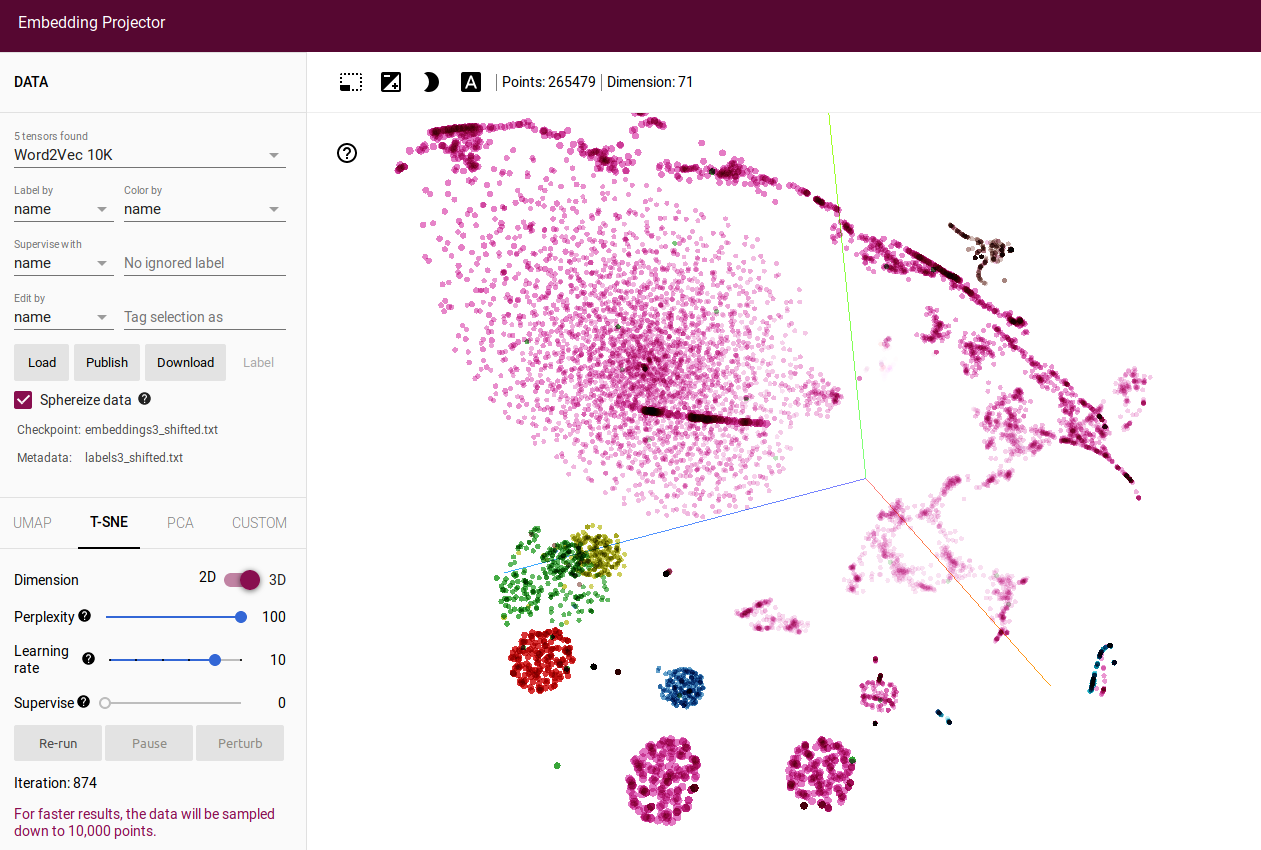 Embedding Projector
DATA
5 tensors found
Word2Vec 10K
Label by
Color by
name
name
Supervise with
name
No ignored label
Edit by
name
Tag selection as
Load
Publish
Download
Label
Sphereize data
Checkpoint: embeddings3_shifted.txt
Metadata: labels3_shifted.txt
UMAP
T-SNE
PCA
CUSTOM
Dimension
2D
3D
Perplexity
100
Learning
rate
10
Supervise
0
Re-run
Pause
Perturb
Iteration: 874
For faster results, the data will be sampled
down to 10,000 points.
A
Points: 265479
Dimension: 71